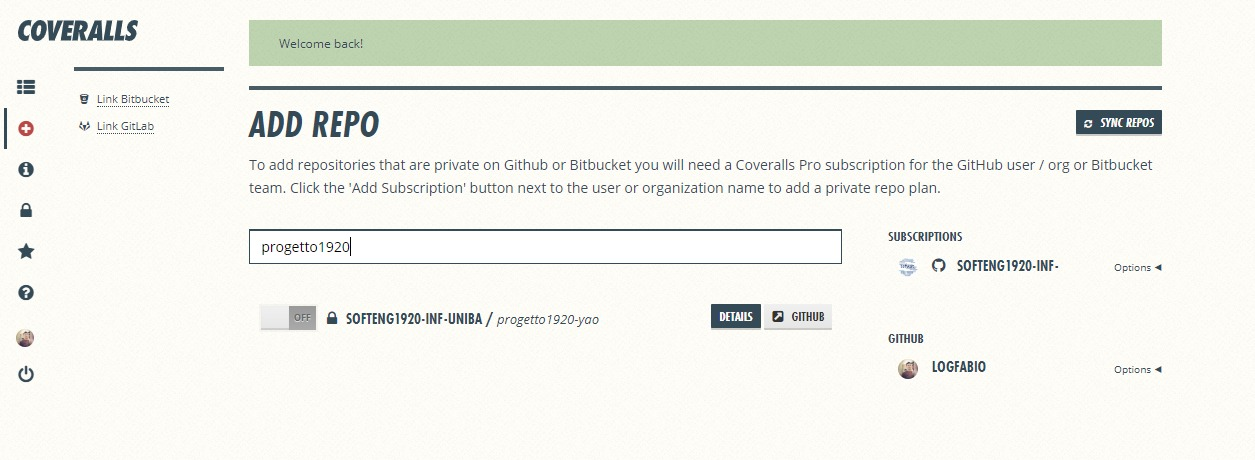 COVERALLS
Link Bitbucket
Link GitLab
Welcome back!
ADD REPO
SYNC REPOS
To add repositories that are private on Github or Bitbucket you will need a Coveralls Pro subscription for the GitHub user / org or Bitbucket
team. Click the 'Add Subscription' button next to the user or organization name to add a private repo plan.
progetto1920
OFF SOFTENG1920-INF-UNIBA / progetto1920-yao DETAILS GITHUB
SUBSCRIPTIONS
SOFTENG1920-INF- Options
GITHUB
LOGFABIO Options